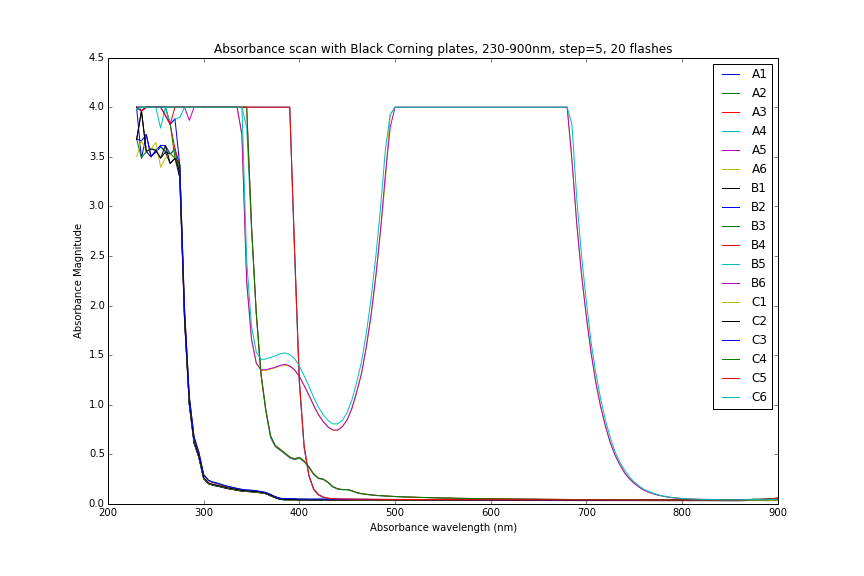 Absorbance scan with Black Corning plates, 230-900nm, step=5, 20 flashes
4.5
4.0
3.5
3.0
2.5
2.0
1.5
1.0
0.5
0.0
Absorbance Magnitude
200
300
400
500
600
700
800
900
Absorbance wavelength (nm)
A1
A2
A3
A4
A5
A6
B1
B2
B3
B4
B5
B6
C1
C2
C3
C4
C5
C6